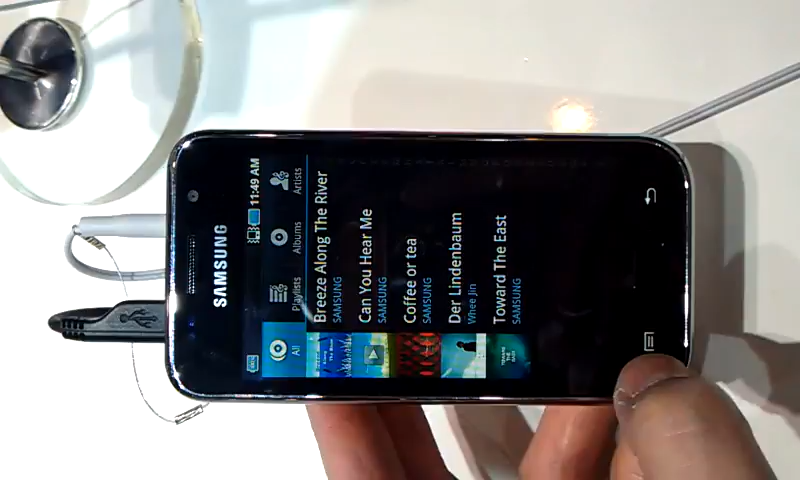 11:49 AM
SAMSUNG
All
Playlists
Albums
Artists
Breeze Along The River
SAMSUNG
Can You Hear Me
SAMSUNG
Coffee or tea
SAMSUNG
Der Lindenbaum
Whee Jin
Toward The East
SAMSUNG